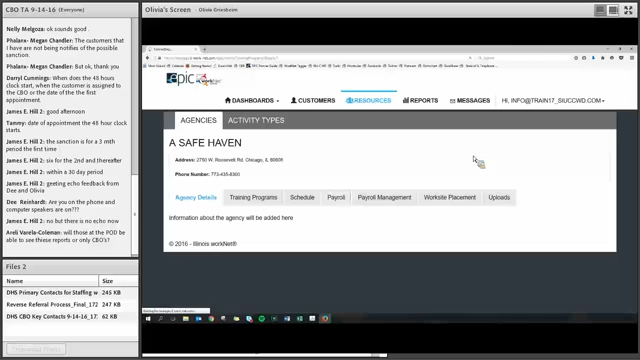 CBO TA 9-14-16 (Everyone)
Nelly Melgoza: ok sounds good .
Phalanx- Megan Chandler: The customers that
I have are not being notifies of the possible
sanction.
Phalanx- Megan Chandler: But ok, thank you
Darryl Cummings: When does the 48 hours
clock start, when the customer is assigned to
the CBO or the date of the the first
appointment.
James E. Hill 2: good afternoon
Tammy: date of appointment the 48 hour clock
starts.
James E. Hill 2: the sanction is for a 3 mth
period the first time
James E. Hill 2: six for the 2nd and thereafter
James E. Hill 2: within a 30 day period
James E. Hill 2: geeting echo feedback from
Dee and Olivia
Dee Reinhardt: Are you on the phone and
computer speakers are on???
James E. Hill 2: no but there is no echo now
Areli Varela-Coleman: will those at the POD be
able to see thiese reports or only CBO's?
Files 2
Name Size
DHS Primary Contacts for Staffing w 245 KB
Reverse Referral Process_Final_172 247 KB
DHS CBO Key Contacts 9-14-16_17. 62 KB
Olivia's Screen - Olivia Griesbeim
epic
DASHBOARDS
CUSTOMERS
RESOURCES
REPORTS
MESSAGES
HI, INFO@TRAIN17_SIUCCWD.COM
AGENCIES ACTIVITY TYPES
A SAFE HAVEN
Address: 2750 W. Roosevelt Rd. Chicago, IL 60608
Phone Number: 773-435-8300
Agency Details Training Programs Schedule Payroll Payroll Management Worksite Placement Uploads
Information about the agency will be added here
© 2016 - Illinois workNet®